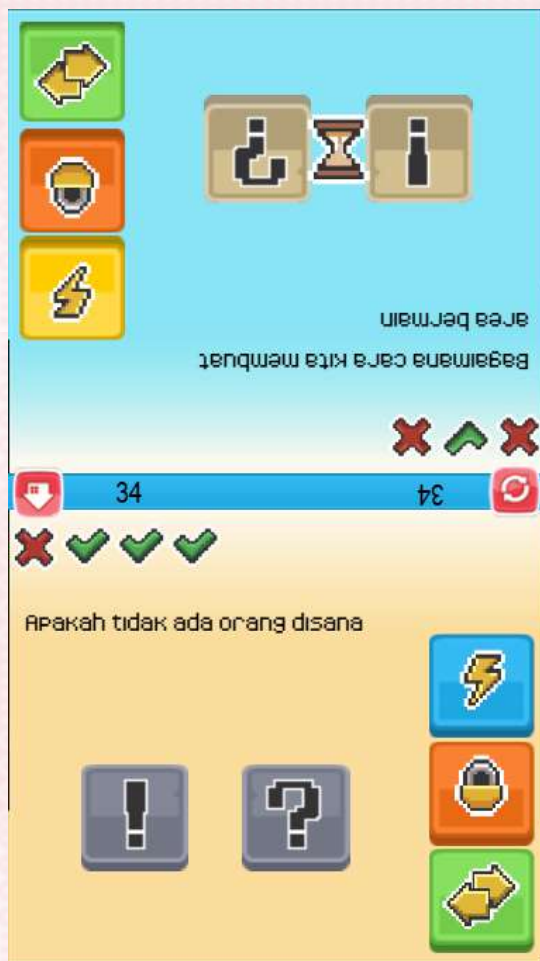 ? !
Bagaimana cara kita membuat
area bermain
34
34
Apakah tidak ada orang disana
! ?